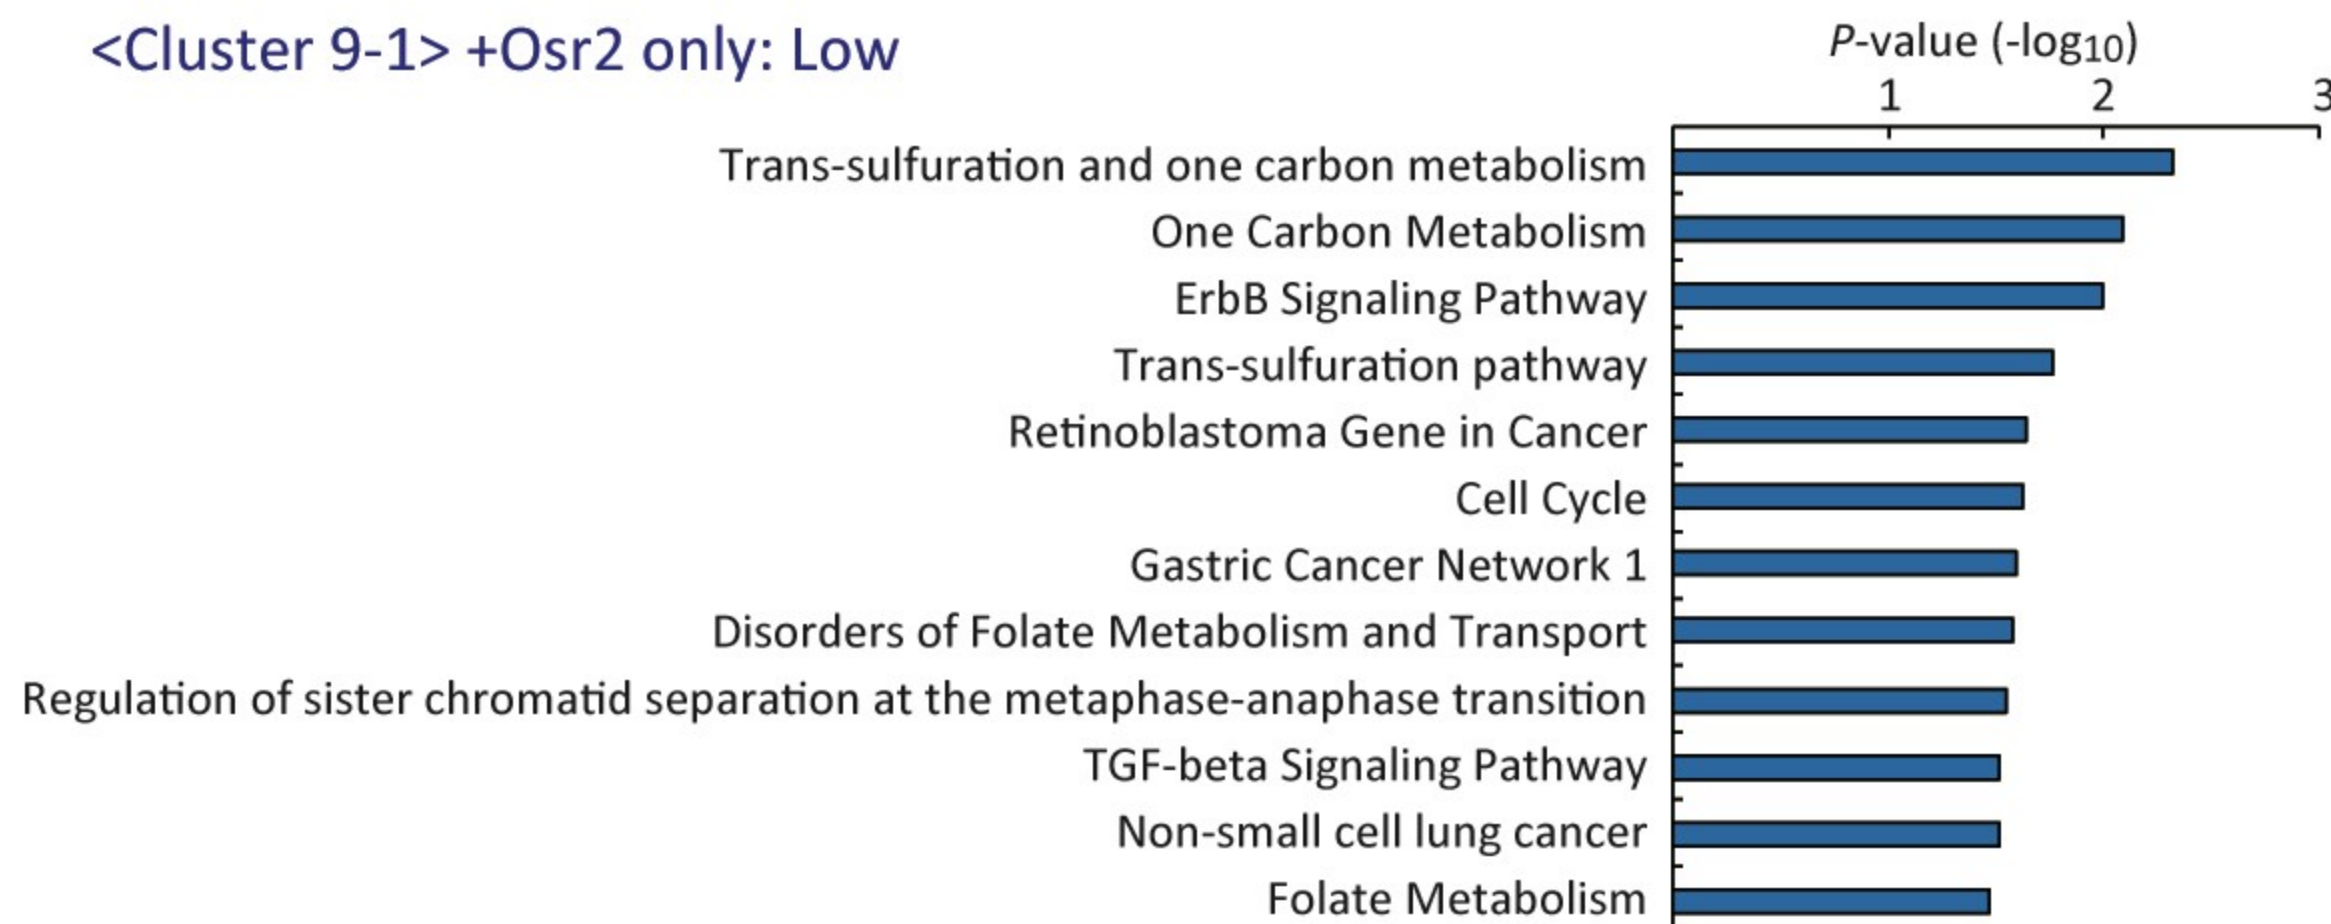 <Cluster 9-1> +Osr2 only: Low
P-value (-log10)
1 2 3
Trans-sulfuration and one carbon metabolism
One Carbon Metabolism
ErbB Signaling Pathway
Trans-sulfuration pathway
Retinoblastoma Gene in Cancer
Cell Cycle
Gastric Cancer Network 1
Disorders of Folate Metabolism and Transport
Regulation of sister chromatid separation at the metaphase-anaphase transition
TGF-beta Signaling Pathway
Non-small cell lung cancer
Folate Metabolism